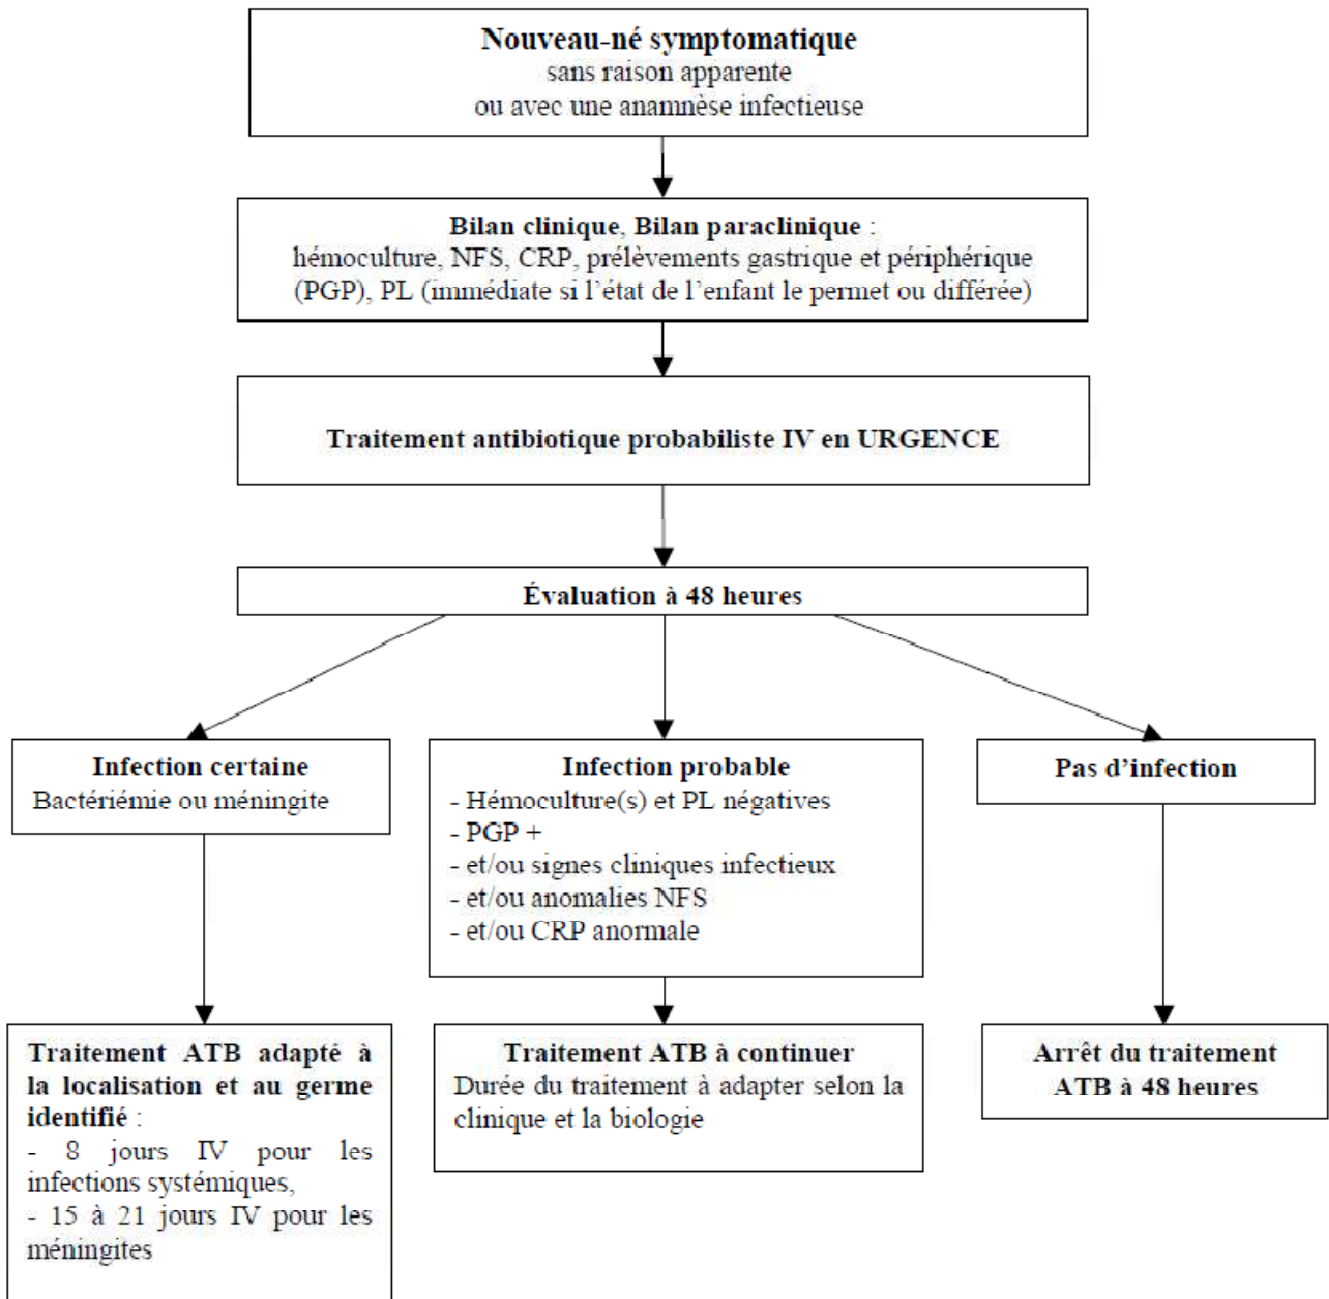 Nouveau-né symptomatique
sans raison apparente
ou avec une anamnèse infectieuse
Bilan clinique, Bilan paraclinique :
hémoculture, NFS, CRP, prélèvements gastrique et périphérique
(PGP), PL (immédiate si l'état de l'enfant le permet ou différée)
Traitement antibiotique probabiliste IV en URGENCE
Évaluation à 48 heures
Infection certaine
Bactériémie ou méningite
Infection probable
- Hémoculture(s) et PL négatives
- PGP +
- et/ou signes cliniques infectieux
- et/ou anomalies NFS
- et/ou CRP anormale
Pas d'infection
Traitement ATB adapté à
la localisation et au germe
identifié :
- 8 jours IV pour les
infections systémiques,
- 15 à 21 jours IV pour les
méningites
Traitement ATB à continuer
Durée du traitement à adapter selon la
clinique et la biologie
Arrêt du traitement
ATB à 48 heures